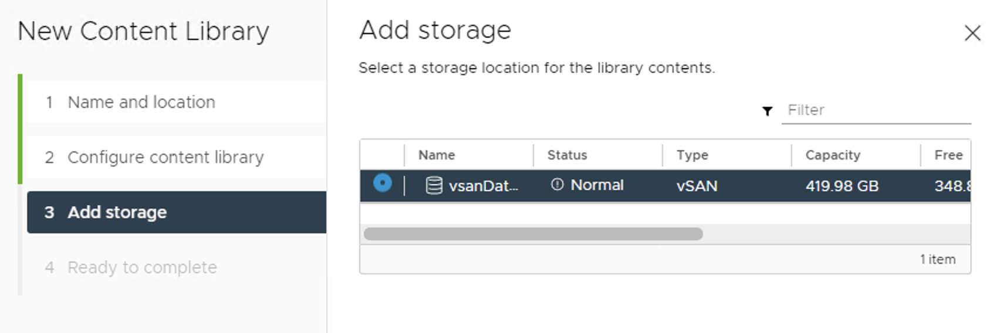 New Content Library
1 Name and location
2 Configure content library
3 Add storage
4 Ready to complete
Add storage
Select a storage location for the library contents.
Filter
Name Status Type Capacity Free
vsanDat... Normal vSAN 419.98 GB 348.8
1 item